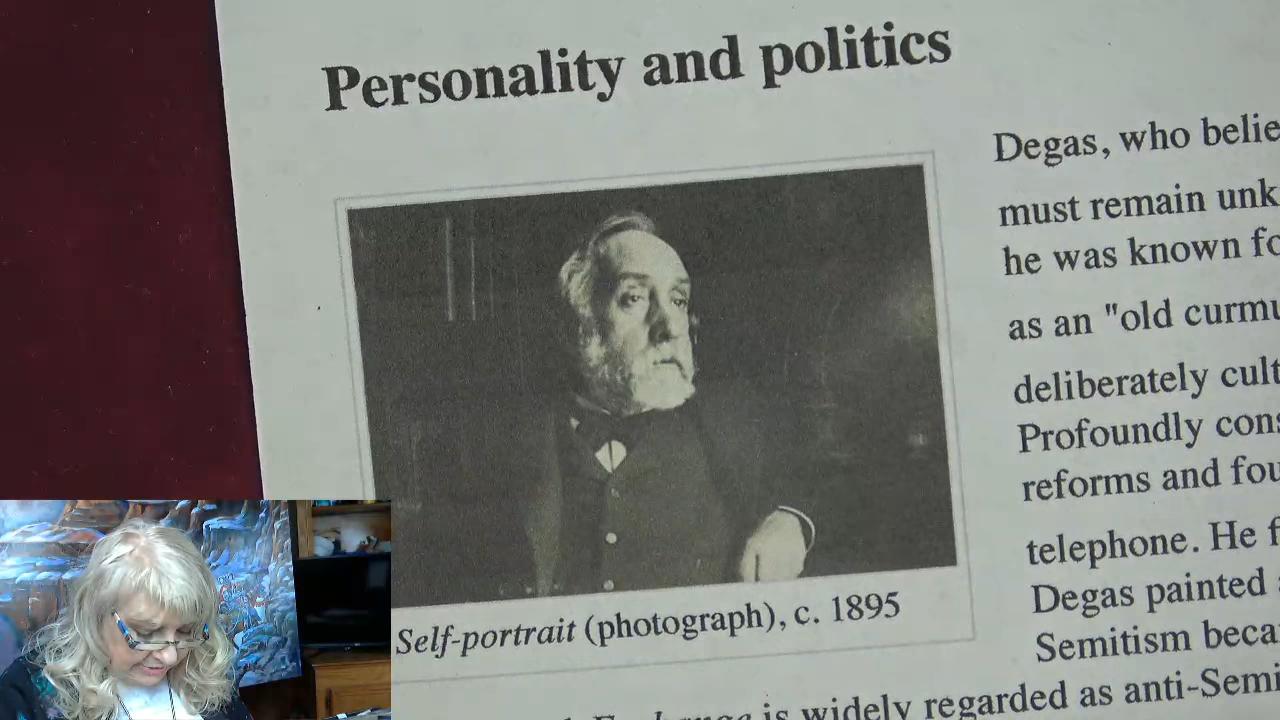 Personality and politics
Degas, who belie
must remain unk
he was known fo
as an "old curmu
deliberately cult
Profoundly cons
reforms and fou
telephone. He f
Degas painted
Semitism beca
Self-portrait (photograph), c. 1895
is widely regarded as anti-Semi